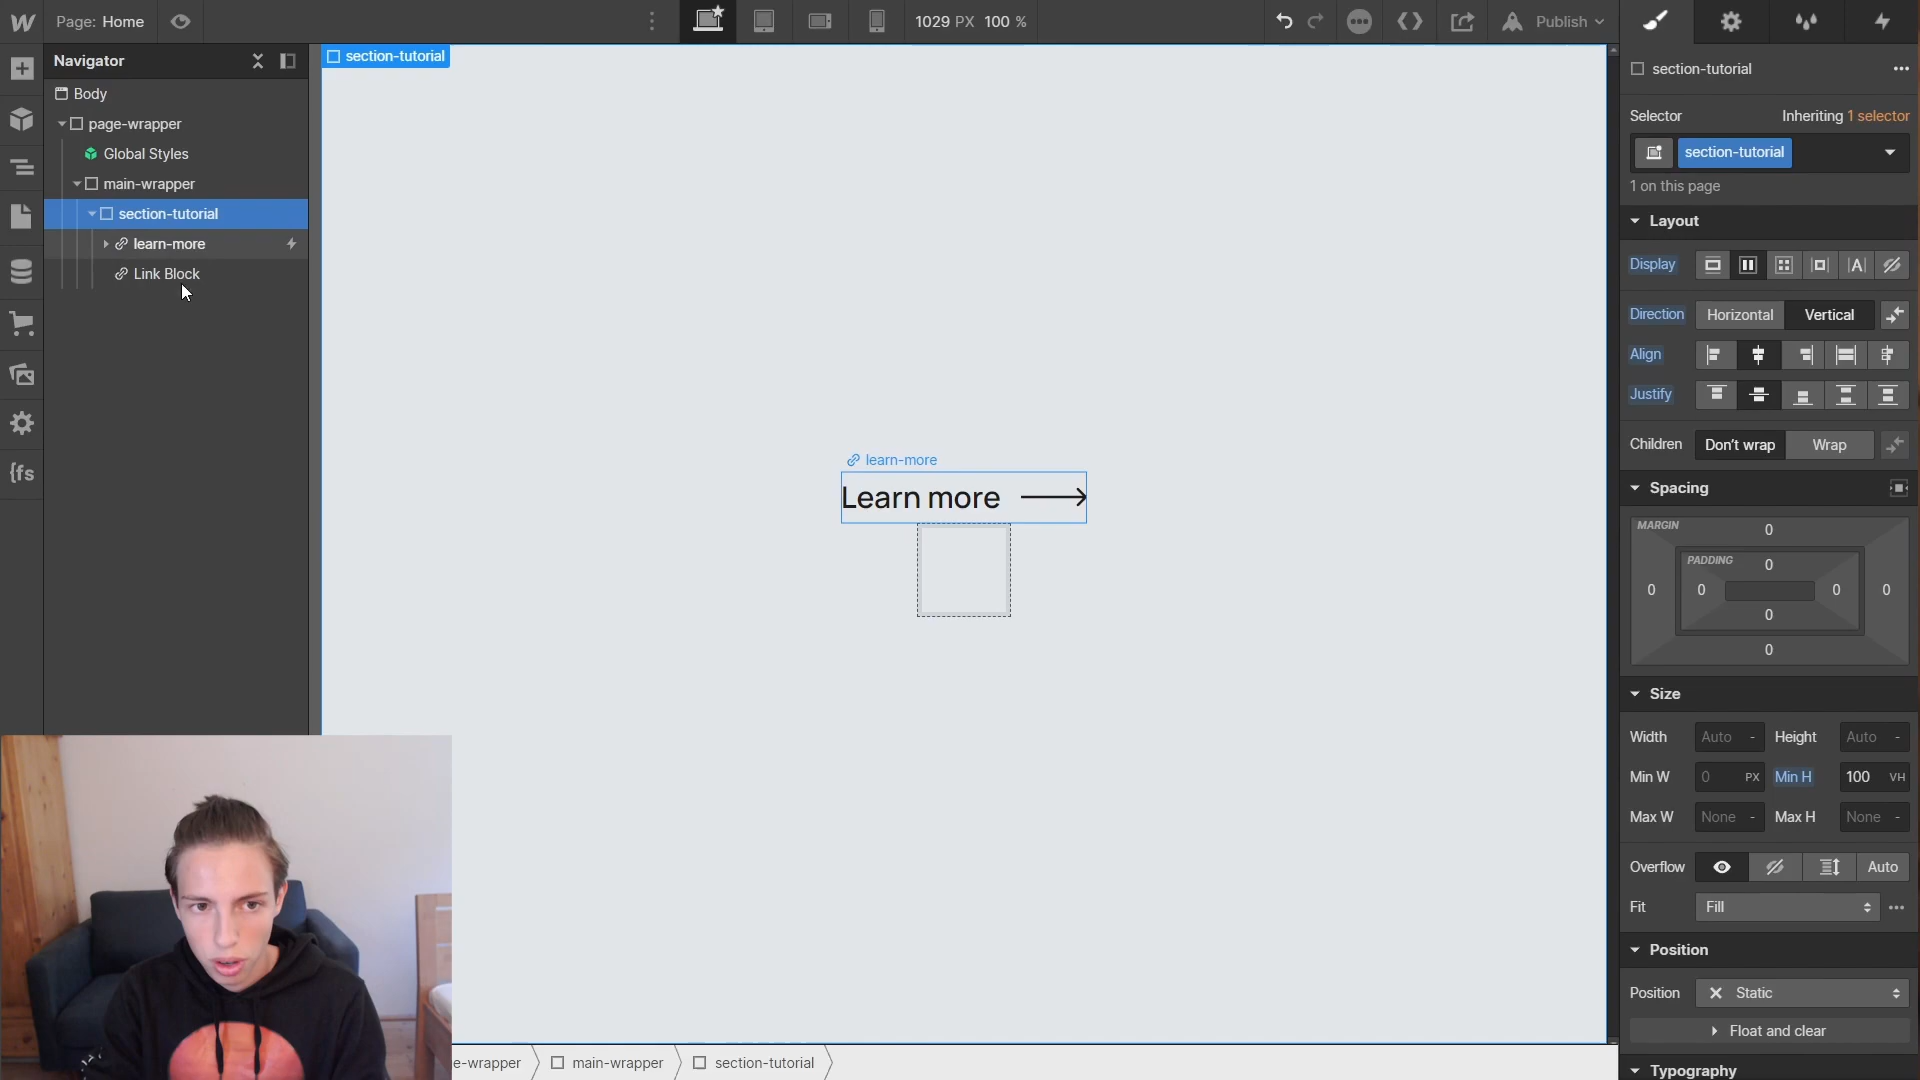 Page: Home
1029 PX 100 %
Publish
Navigator
Body
page-wrapper
Global Styles
main-wrapper
section-tutorial
learn-more
Link Block
{fs
section-tutorial
learn-more
Learn more
e-wrapper
main-wrapper
section-tutorial
section-tutorial
Selector
Inheriting 1 selector
section-tutorial
1 on this page
Layout
Display
Direction
Horizontal
Vertical
Align
Justify
Children
Don't wrap
Wrap
Spacing
MARGIN
0
PADDING
0
0
0
0
0
0
0
Size
Width
Auto -
Height
Auto -
Min W
0 PX
Min H
100 VH
Max W
None -
Max H
None -
Overflow
Auto
Fit
Fill
Position
Position
Static
Float and clear
Typography